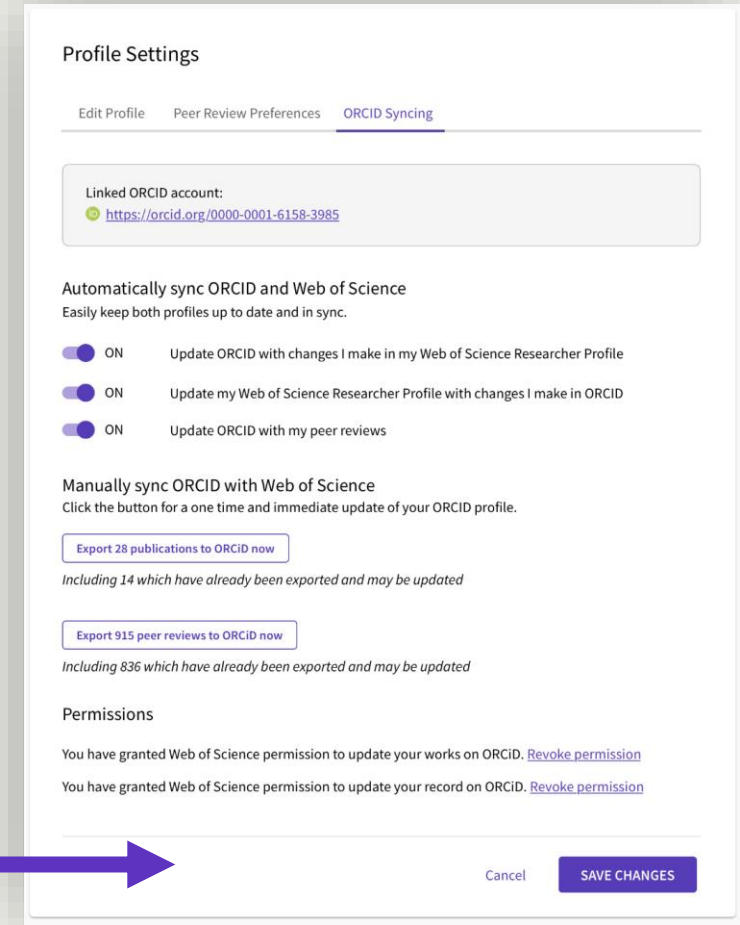 Profile Settings
Edit Profile Peer Review Preferences ORCID Syncing
Linked ORCID account:
iD https://orcid.org/0000-0001-6158-3985
Automatically sync ORCID and Web of Science
Easily keep both profiles up to date and in sync.
ON Update ORCID with changes I make in my Web of Science Researcher Profile
ON Update my Web of Science Researcher Profile with changes I make in ORCID
ON Update ORCID with my peer reviews
Manually sync ORCID with Web of Science
Click the button for a one time and immediate update of your ORCID profile.
Export 28 publications to ORCiD now
Including 14 which have already been exported and may be updated
Export 915 peer reviews to ORCiD now
Including 836 which have already been exported and may be updated
Permissions
You have granted Web of Science permission to update your works on ORCiD. Revoke permission
You have granted Web of Science permission to update your record on ORCiD. Revoke permission
Cancel SAVE CHANGES